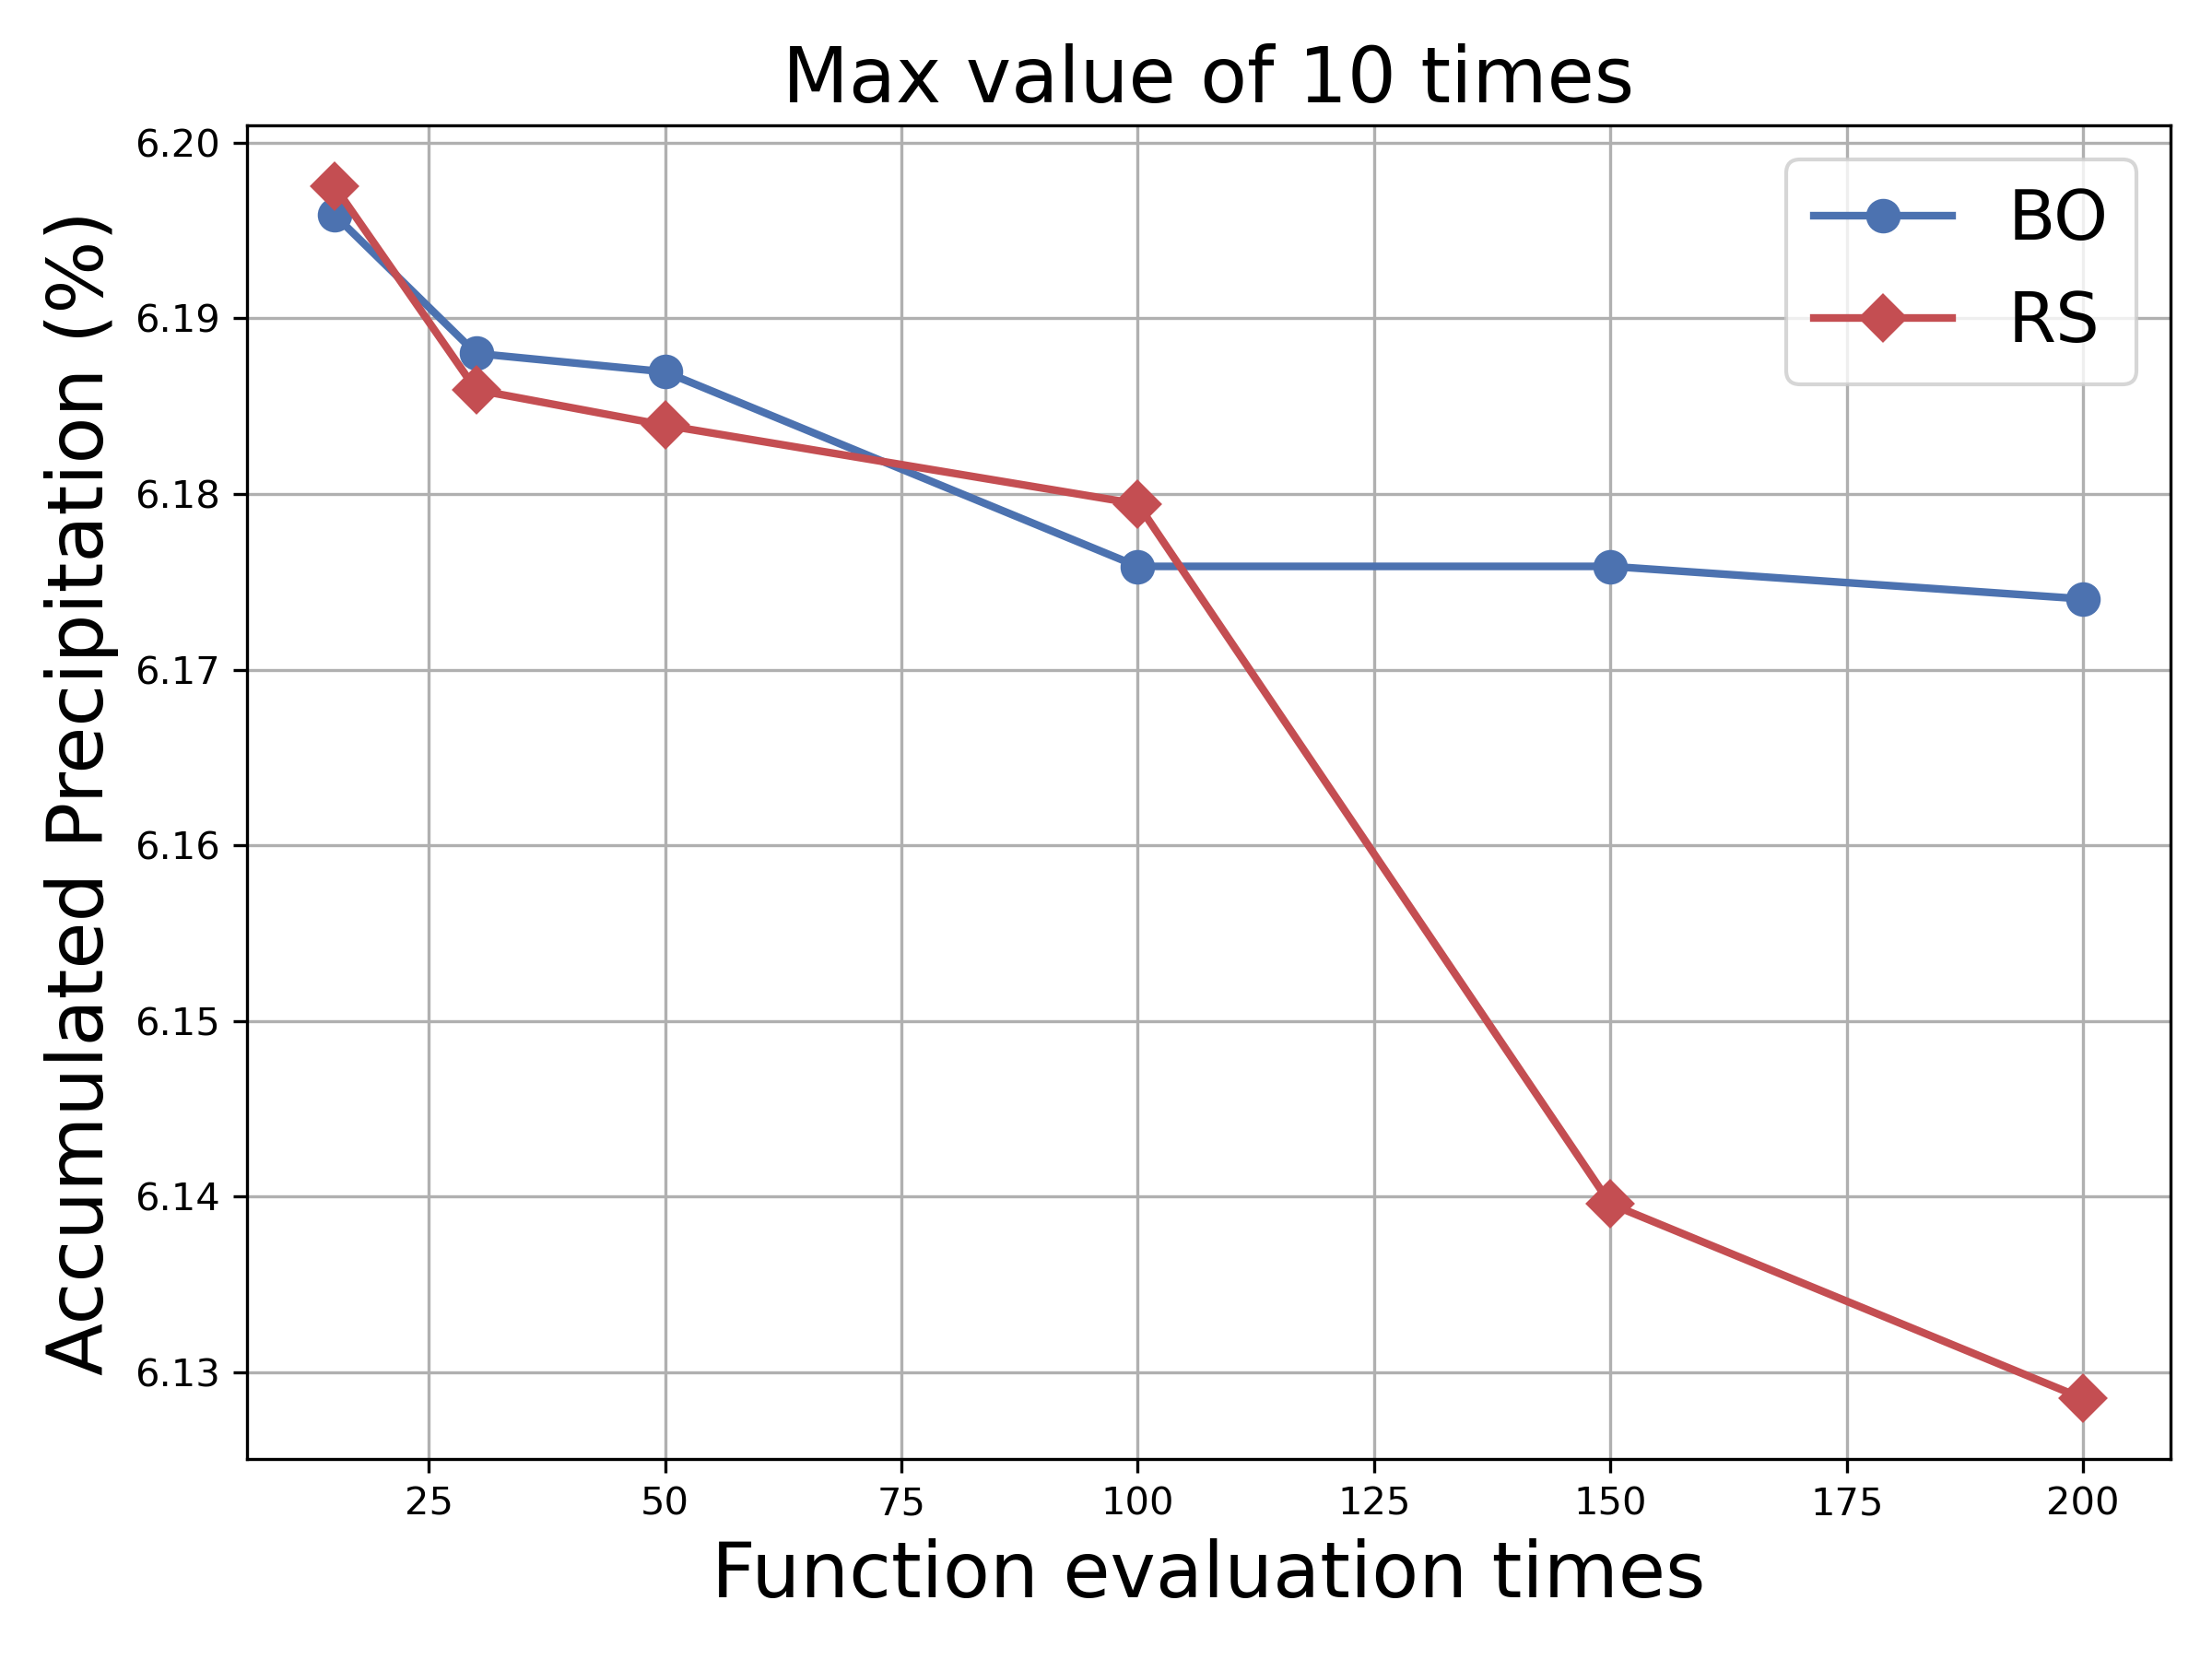 Max value of 10 times
BO
RS
Accumulated Precipitation (%)
6.20
6.19
6.18
6.17
6.16
6.15
6.14
6.13
25 50 75 100 125 150 175 200
Function evaluation times